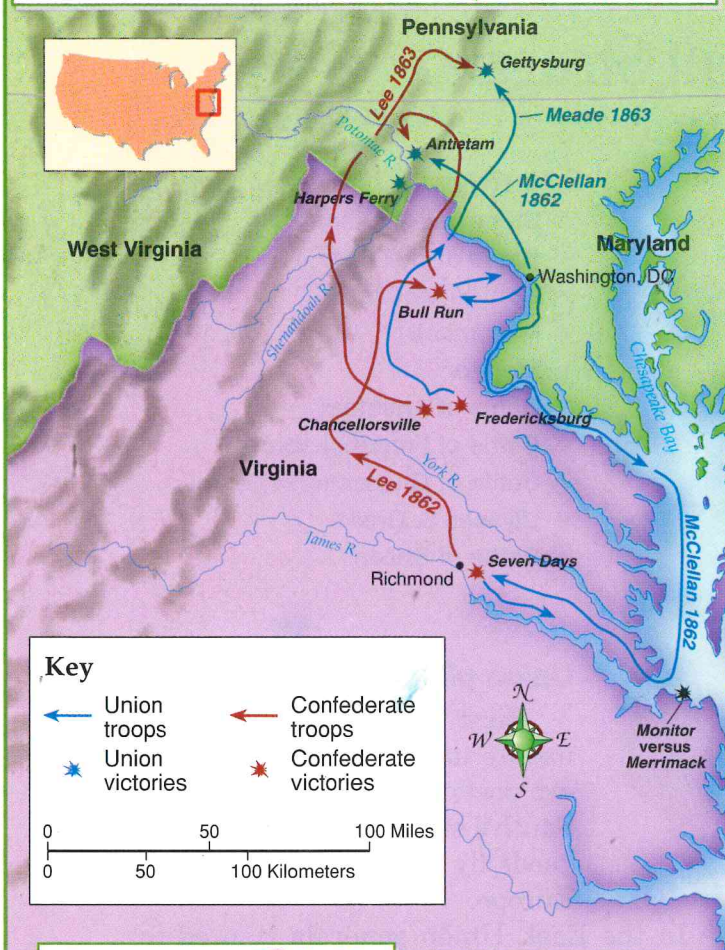 Pennsylvania
Gettysburg
Lee 1863
Meade 1863
Potomac R.
Antietam
McClellan
1862
Harpers Ferry
West Virginia
Maryland
Washington, DC
Bull Run
Shenandoah R.
Chesapeake Bay
Chancellorsville
Fredericksburg
Virginia
York R.
Lee 1862
James R.
Seven Days
Richmond
McClellan 1862
Monitor
versus
Merrimack
N
W
E
S
Key
Union
troops
Confederate
troops
Union
victories
Confederate
victories
0
50
100 Miles
0
50
100 Kilometers